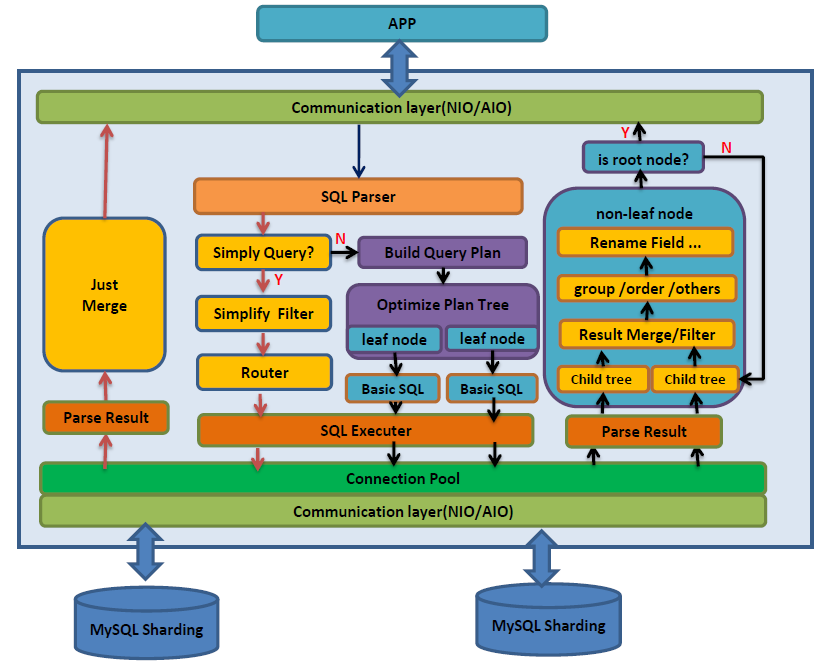 APP
Communication layer(NIO/AIO)
Y
is root node?
N
SQL Parser
non-leaf node
Just
Merge
Simply Query?
N
Build Query Plan
Rename Field ...
Y
group /order /others
Simplify Filter
Optimize Plan Tree
leaf node
leaf node
Result Merge/Filter
Router
Basic SQL
Basic SQL
Child tree
Child tree
Parse Result
SQL Executer
Parse Result
Connection Pool
Communication layer(NIO/AIO)
MySQL Sharding
MySQL Sharding